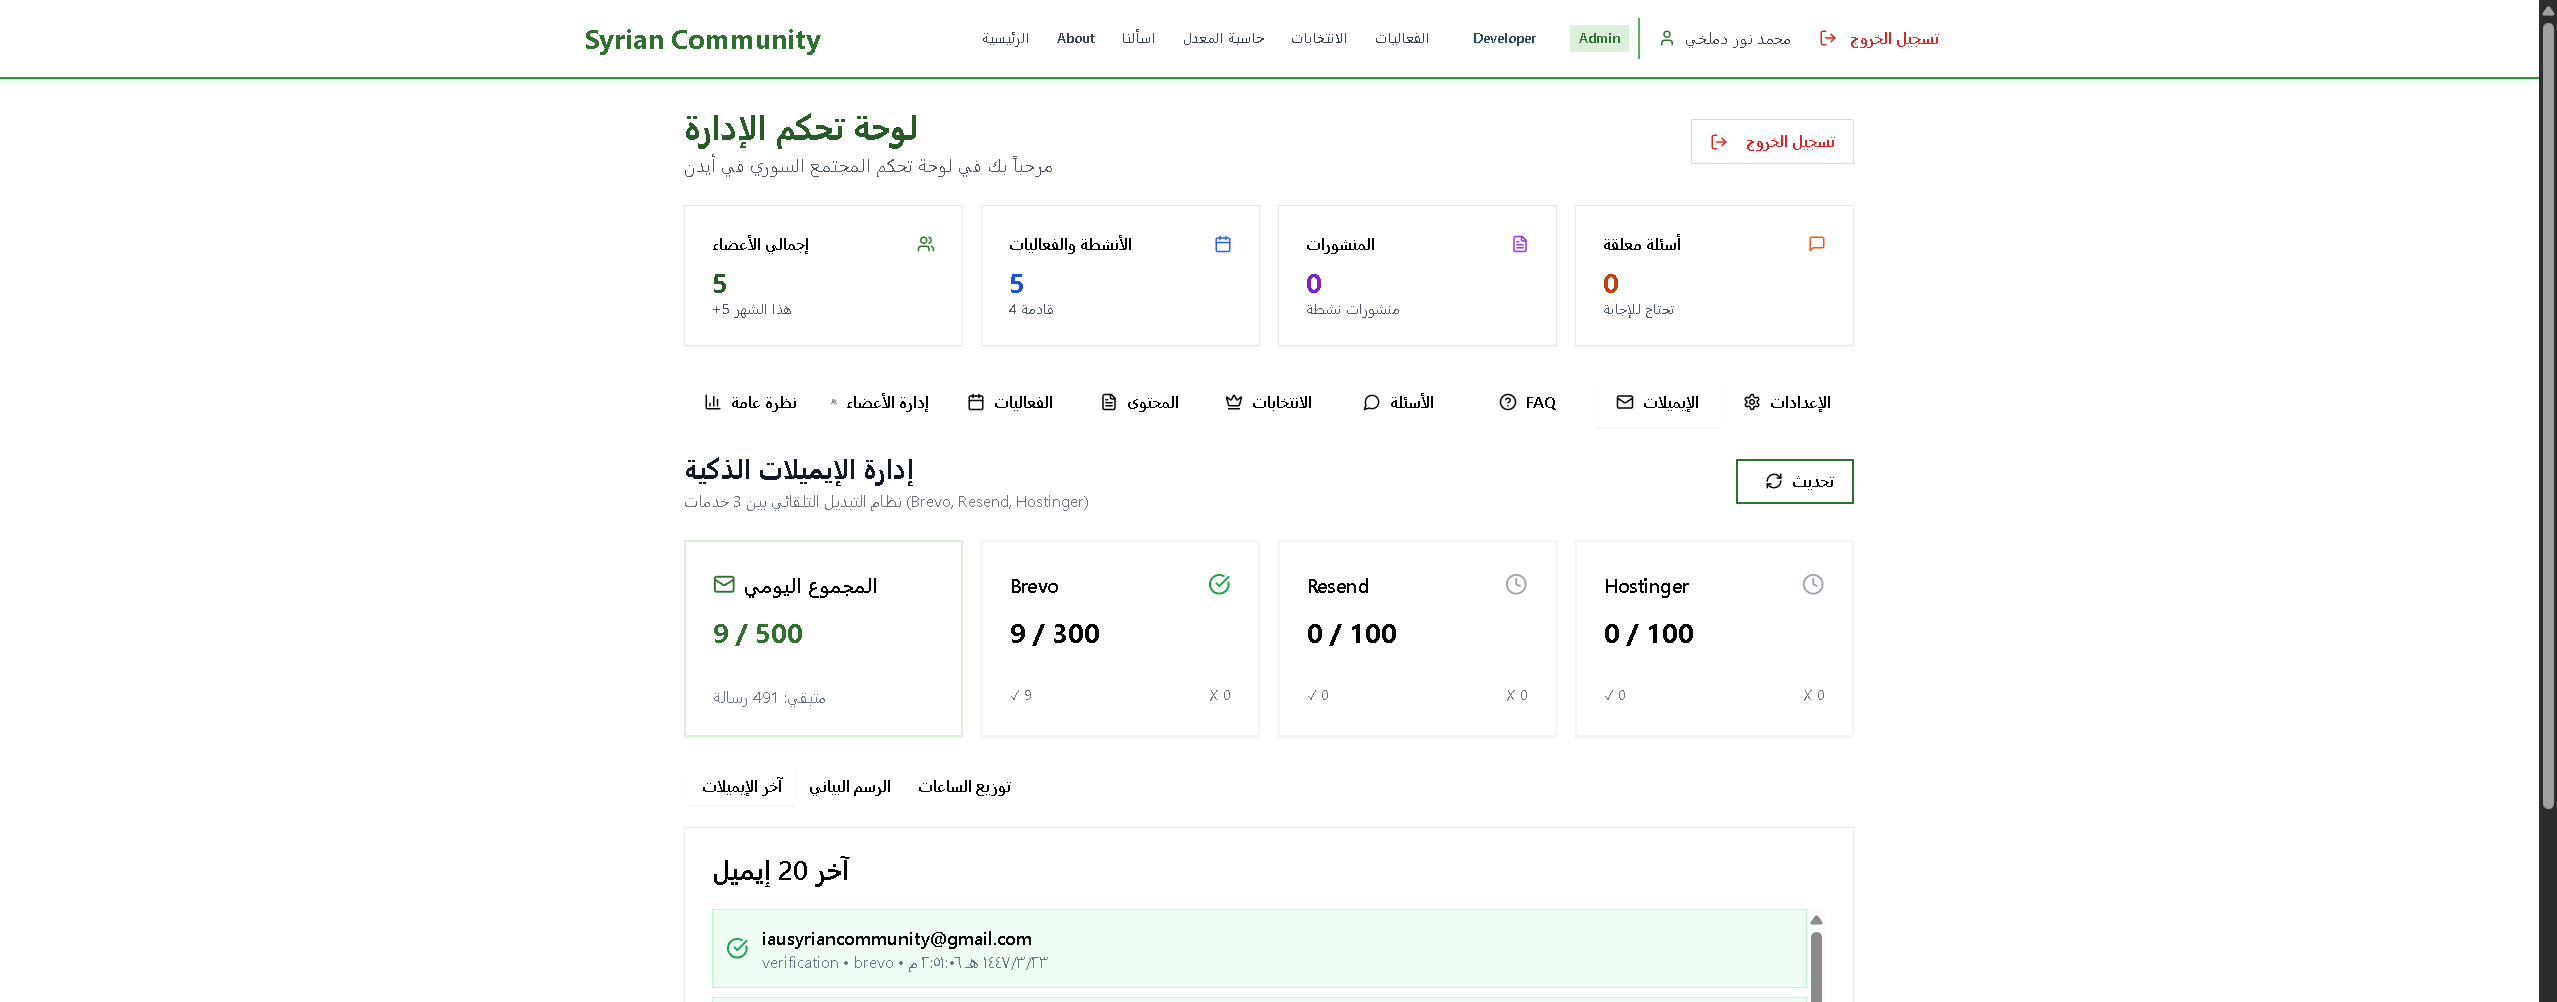 Syrian Community
الرئيسية
About
اسألنا
حاسبة المعدل
الانتخابات
الفعاليات
Developer
Admin
محمد نور دملخي
تسجيل الخروج
لوحة تحكم الإدارة
مرحباً بك في لوحة تحكم المجتمع السوري في أيدن
تسجيل الخروج
إجمالي الأعضاء
5
+5 هذا الشهر
الأنشطة والفعاليات
5
4 قادمة
المنشورات
0
منشورات نشطة
أسئلة معلقة
0
تحتاج للإجابة
نظرة عامة
إدارة الأعضاء
الفعاليات
المحتوى
الانتخابات
الأسئلة
FAQ
الإيميلات
الإعدادات
إدارة الإيميلات الذكية
نظام التبديل التلقائي بين 3 خدمات (Brevo, Resend, Hostinger)
تحديث
المجموع اليومي
9 / 500
متبقي: 491 رسالة
Brevo
9 / 300
✓ 9
✗ 0
Resend
0 / 100
✓ 0
✗ 0
Hostinger
0 / 100
✓ 0
✗ 0
آخر الإيميلات
الرسم البياني
توزيع الساعات
آخر 20 إيميل
iausyriancommunity@gmail.com
verification • brevo • ١٤٤٧/٣/٢٣ هـ ٢:٥١:٠٦ م